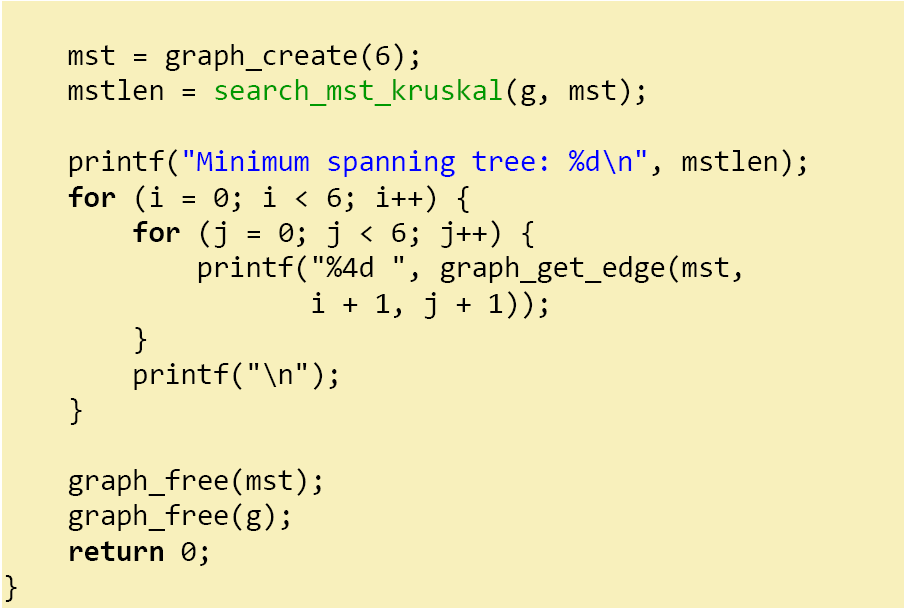 mst = graph_create(6);
    mstlen = search_mst_kruskal(g, mst);

    printf("Minimum spanning tree: %d\n", mstlen);
    for (i = 0; i < 6; i++) {
        for (j = 0; j < 6; j++) {
            printf("%4d ", graph_get_edge(mst,
                   i + 1, j + 1));
        }
        printf("\n");
    }

    graph_free(mst);
    graph_free(g);
    return 0;
}